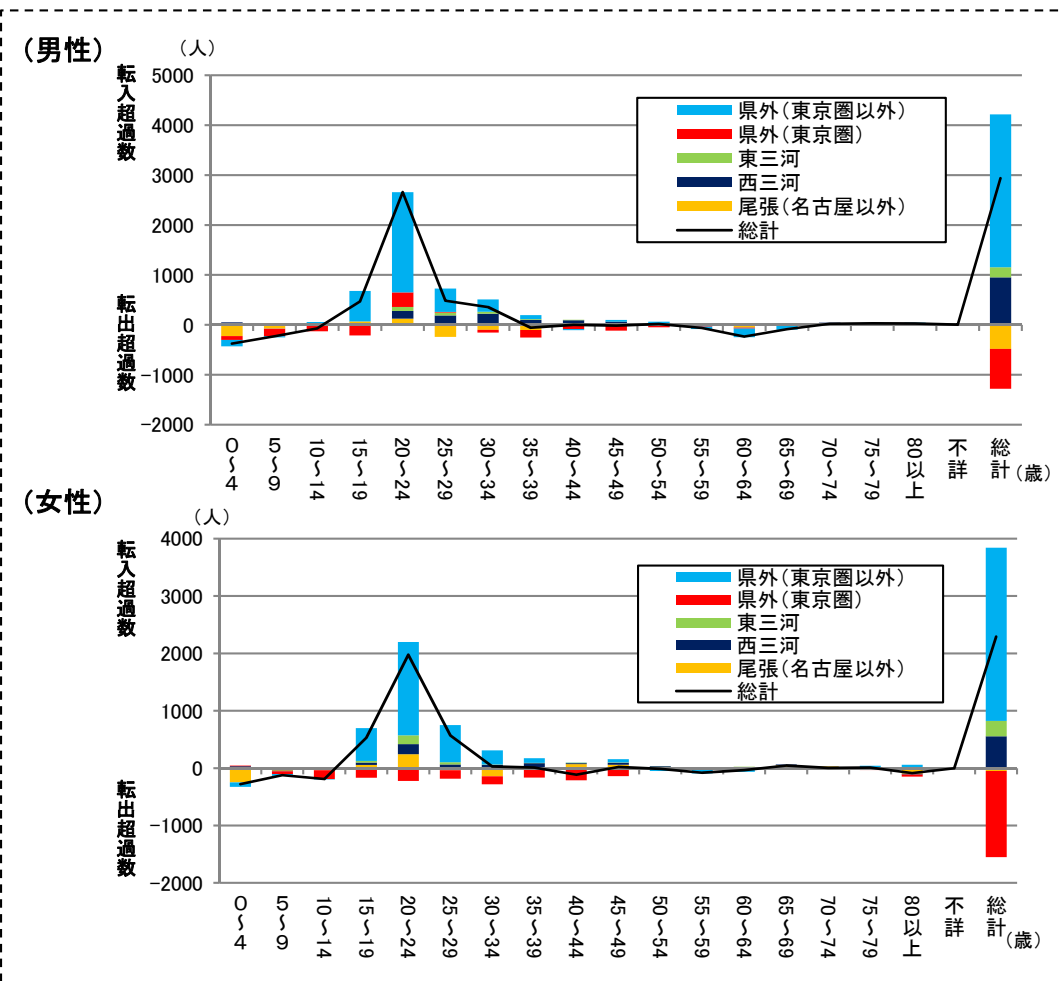 （男性）
（人）
転入超過数
転出超過数
5000
4000
3000
2000
1000
0
−1000
−2000
県外（東京圏以外）
県外（東京圏）
東三河
西三河
尾張（名古屋以外）
総計
0～4
5～9
10～14
15～19
20～24
25～29
30～34
35～39
40～44
45～49
50～54
55～59
60～64
65～69
70～74
75～79
80以上
不詳
総計
（歳）
（女性）
（人）
転入超過数
転出超過数
4000
3000
2000
1000
0
−1000
−2000
県外（東京圏以外）
県外（東京圏）
東三河
西三河
尾張（名古屋以外）
総計
0～4
5～9
10～14
15～19
20～24
25～29
30～34
35～39
40～44
45～49
50～54
55～59
60～64
65～69
70～74
75～79
80以上
不詳
総計
（歳）